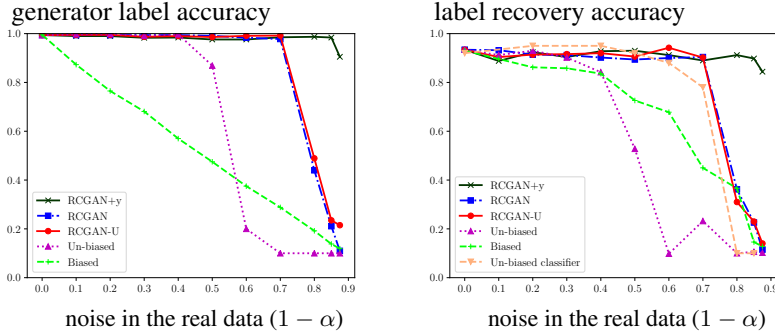 generator label accuracy
1.0
0.8
0.6
0.4
0.2
0.0
RCGAN+y
RCGAN
RCGAN-U
Un-biased
Biased
0.0 0.1 0.2 0.3 0.4 0.5 0.6 0.7 0.8 0.9
noise in the real data (1 − α)
label recovery accuracy
1.0
0.8
0.6
0.4
0.2
0.0
RCGAN+y
RCGAN
RCGAN-U
Un-biased
Biased
Un-biased classifier
0.0 0.1 0.2 0.3 0.4 0.5 0.6 0.7 0.8 0.9
noise in the real data (1 − α)